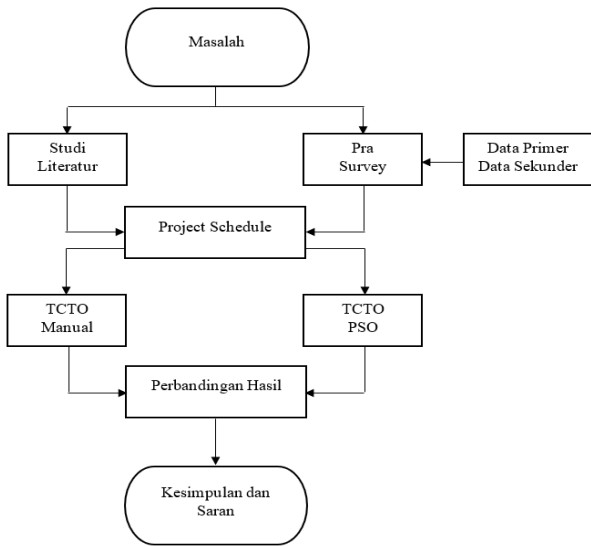 Masalah
Studi
Literatur
Pra
Survey
Data Primer
Data Sekunder
Project Schedule
TCTO
Manual
TCTO
PSO
Perbandingan Hasil
Kesimpulan dan
Saran